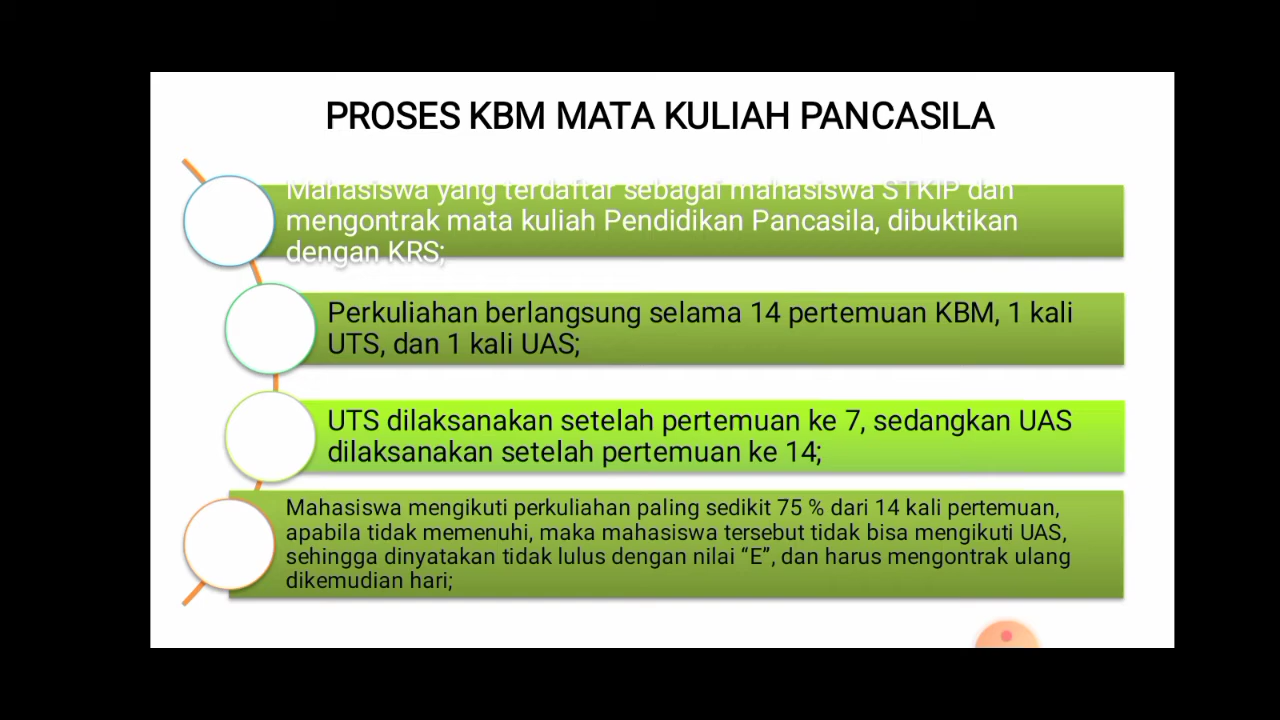 PROSES KBM MATA KULIAH PANCASILA
Mahasiswa yang terdaftar sebagai mahasiswa STKIP dan
mengontrak mata kuliah Pendidikan Pancasila, dibuktikan
dengan KRS;
Perkuliahan berlangsung selama 14 pertemuan KBM, 1 kali
UTS, dan 1 kali UAS;
UTS dilaksanakan setelah pertemuan ke 7, sedangkan UAS
dilaksanakan setelah pertemuan ke 14;
Mahasiswa mengikuti perkuliahan paling sedikit 75 % dari 14 kali pertemuan,
apabila tidak memenuhi, maka mahasiswa tersebut tidak bisa mengikuti UAS,
sehingga dinyatakan tidak lulus dengan nilai “E”, dan harus mengontrak ulang
dikemudian hari;